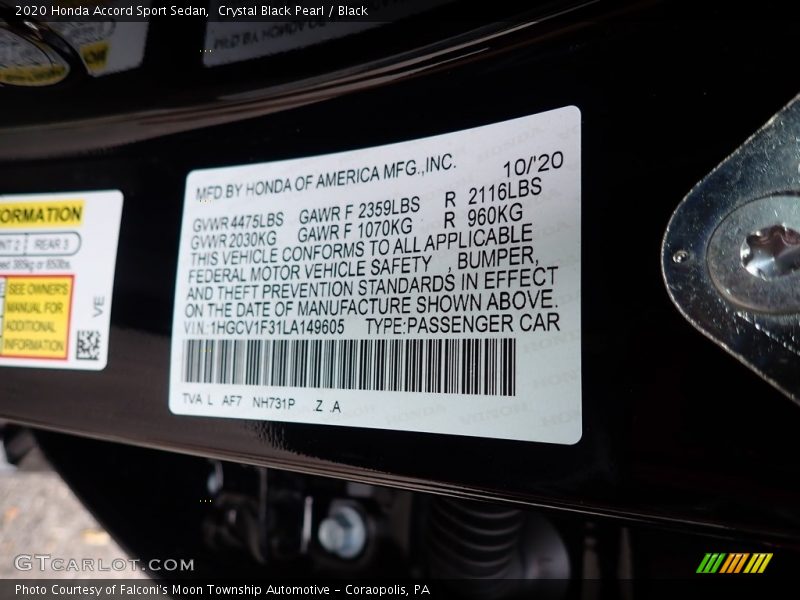 2020 Honda Accord Sport Sedan, Crystal Black Pearl / Black
MFD BY HONDA OF AMERICA MFG.,INC. 10/'20
GVWR 4475LBS GAWR F 2359LBS R 2116LBS
GVWR 2030KG GAWR F 1070KG R 960KG
THIS VEHICLE CONFORMS TO ALL APPLICABLE
FEDERAL MOTOR VEHICLE SAFETY , BUMPER,
AND THEFT PREVENTION STANDARDS IN EFFECT
ON THE DATE OF MANUFACTURE SHOWN ABOVE.
VIN: 1HGCV1F31LA149605 TYPE:PASSENGER CAR
TVA L AF7 NH731P .Z .A
REAR 3
SEE OWNER'S
MANUAL FOR
ADDITIONAL
INFORMATION
VE
GTCARLOT.COM
Photo Courtesy of Falconi's Moon Township Automotive - Coraopolis, PA